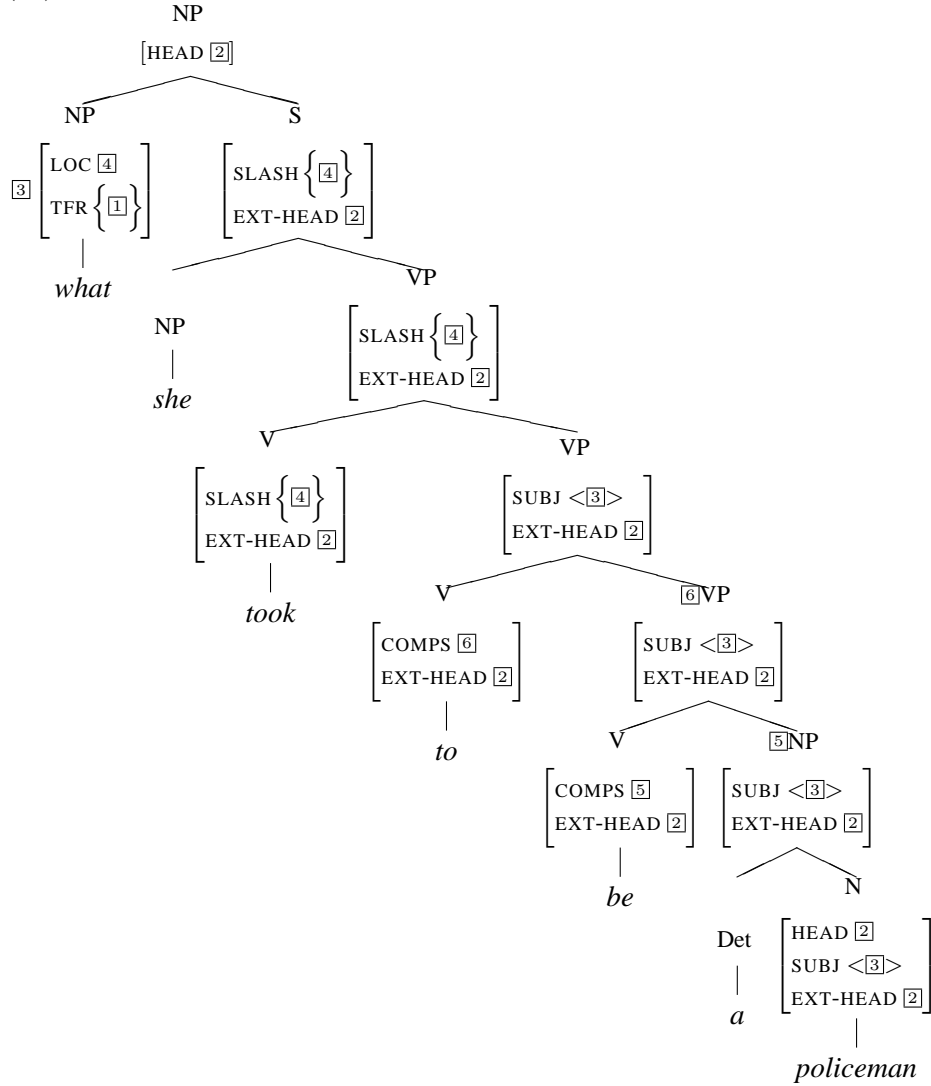 NP
[HEAD 2]
NP S
3 [LOC 4 TFR {1}] [SLASH {4} EXT-HEAD 2]
what
VP
NP [SLASH {4} EXT-HEAD 2]
she
V VP
[SLASH {4} EXT-HEAD 2] [SUBJ <3> EXT-HEAD 2]
took
V 6VP
[COMPS 6 EXT-HEAD 2] [SUBJ <3> EXT-HEAD 2]
to
V 5NP
[COMPS 5 EXT-HEAD 2] [SUBJ <3> EXT-HEAD 2]
be
N
Det [HEAD 2 SUBJ <3> EXT-HEAD 2]
a
policeman